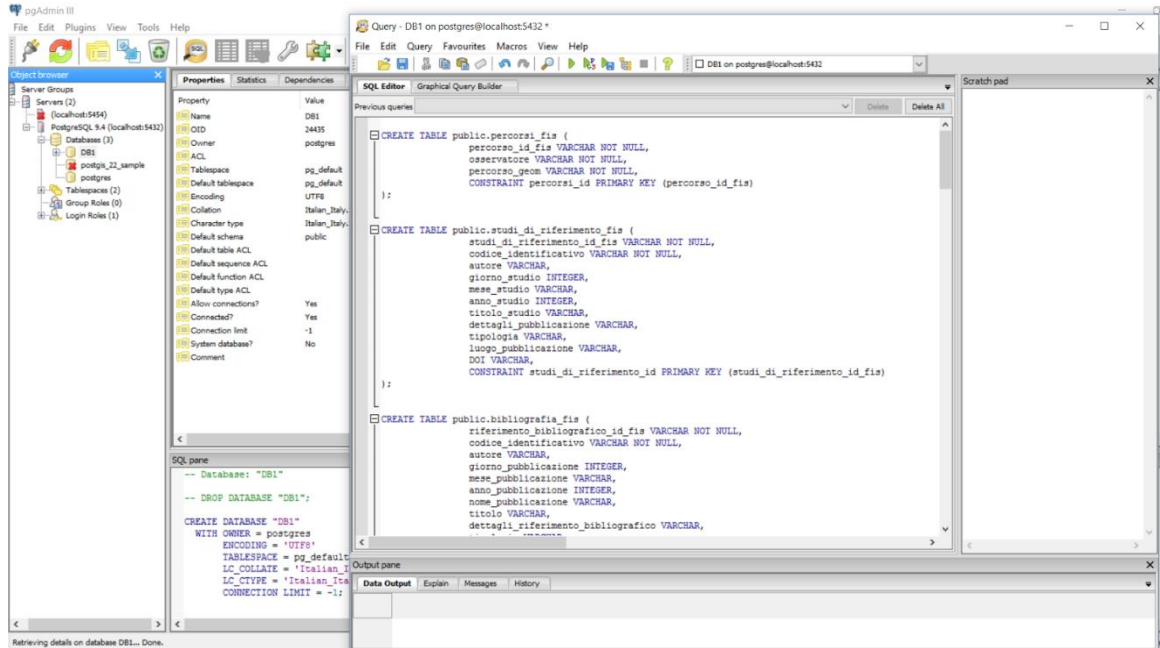 pgAdmin III
File Edit Plugins View Tools Help
Object browser
Server Groups
Servers (2)
(localhost:5454)
PostgreSQL 9.4 (localhost:5432)
Databases (3)
DB1
postgis_22_sample
postgres
Tablespaces (2)
Group Roles (0)
Login Roles (1)
Properties Statistics Dependencies
Property Value
Name DB1
OID 24435
Owner postgres
ACL
Tablespace pg_default
Default tablespace pg_default
Encoding UTF8
Collation Italian_Italy.
Character type Italian_Italy.
Default schema public
Default table ACL
Default sequence ACL
Default function ACL
Default type ACL
Allow connections? Yes
Connected? Yes
Connection limit -1
System database? No
Comment
SQL pane
-- Database: "DB1"
-- DROP DATABASE "DB1";
CREATE DATABASE "DB1"
WITH OWNER = postgres
ENCODING = 'UTF8'
TABLESPACE = pg_default
LC_COLLATE = 'Italian_I
LC_CTYPE = 'Italian_Ita
CONNECTION LIMIT = -1;
Retrieving details on database DB1... Done.
Query - DB1 on postgres@localhost:5432 *
File Edit Query Favourites Macros View Help
DB1 on postgres@localhost:5432
SQL Editor Graphical Query Builder
Previous queries Delete Delete All
CREATE TABLE public.percorsi_fis (
percorso_id_fis VARCHAR NOT NULL,
osservatore VARCHAR NOT NULL,
percorso_geom VARCHAR NOT NULL,
CONSTRAINT percorsi_id PRIMARY KEY (percorso_id_fis)
);
CREATE TABLE public.studi_di_riferimento_fis (
studi_di_riferimento_id_fis VARCHAR NOT NULL,
codice_identificativo VARCHAR NOT NULL,
autore VARCHAR,
giorno_studio INTEGER,
mese_studio VARCHAR,
anno_studio INTEGER,
titolo_studio VARCHAR,
dettagli_pubblicazione VARCHAR,
tipologia VARCHAR,
luogo_pubblicazione VARCHAR,
DOI VARCHAR,
CONSTRAINT studi_di_riferimento_id PRIMARY KEY (studi_di_riferimento_id_fis)
);
CREATE TABLE public.bibliografia_fis (
riferimento_bibliografico_id_fis VARCHAR NOT NULL,
codice_identificativo VARCHAR NOT NULL,
autore VARCHAR,
giorno_pubblicazione INTEGER,
mese_pubblicazione VARCHAR,
anno_pubblicazione INTEGER,
nome_pubblicazione VARCHAR,
titolo VARCHAR,
dettagli_riferimento_bibliografico VARCHAR,
Scratch pad
Output pane
Data Output Explain Messages History